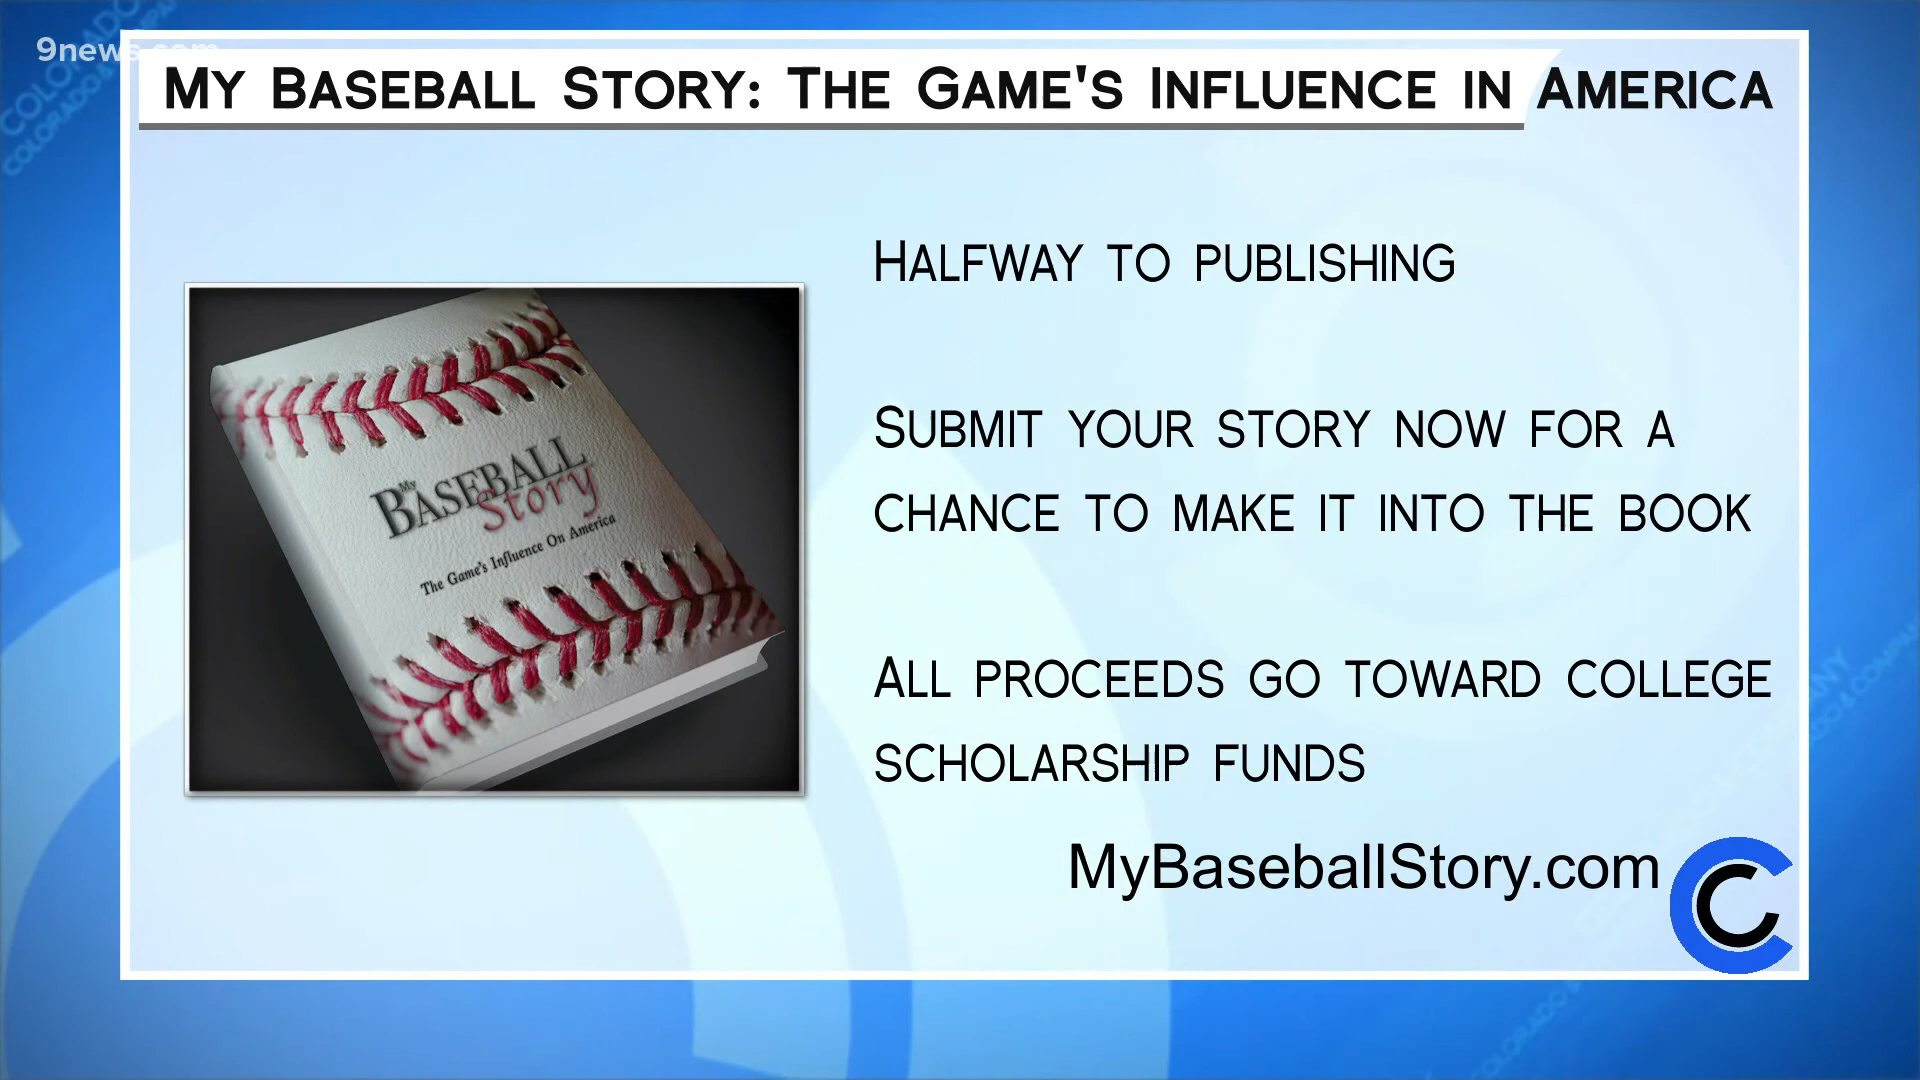 9news.com
My Baseball Story: The Game's Influence in America
Halfway to publishing
Submit your story now for a
chance to make it into the book
All proceeds go toward college
scholarship funds
MyBaseballStory.com
My
Baseball
Story
The Game's Influence On America